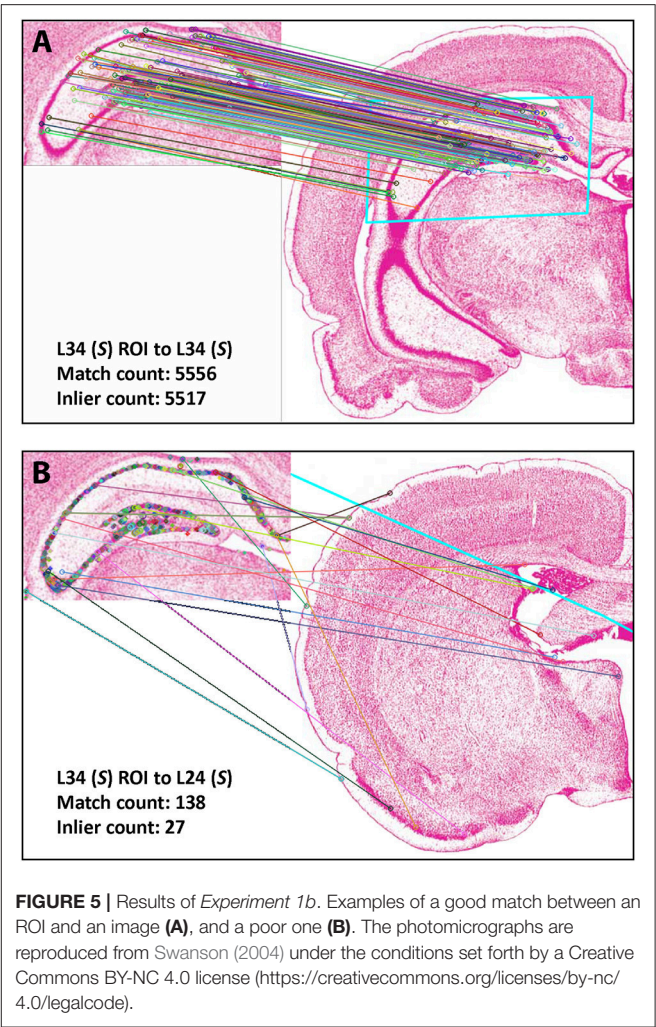 A
L34 (S) ROI to L34 (S)
Match count: 5556
Inlier count: 5517
B
L34 (S) ROI to L24 (S)
Match count: 138
Inlier count: 27
FIGURE 5 | Results of Experiment 1b. Examples of a good match between an
ROI and an image (A), and a poor one (B). The photomicrographs are
reproduced from Swanson (2004) under the conditions set forth by a Creative
Commons BY-NC 4.0 license (https://creativecommons.org/licenses/by-nc/
4.0/legalcode).